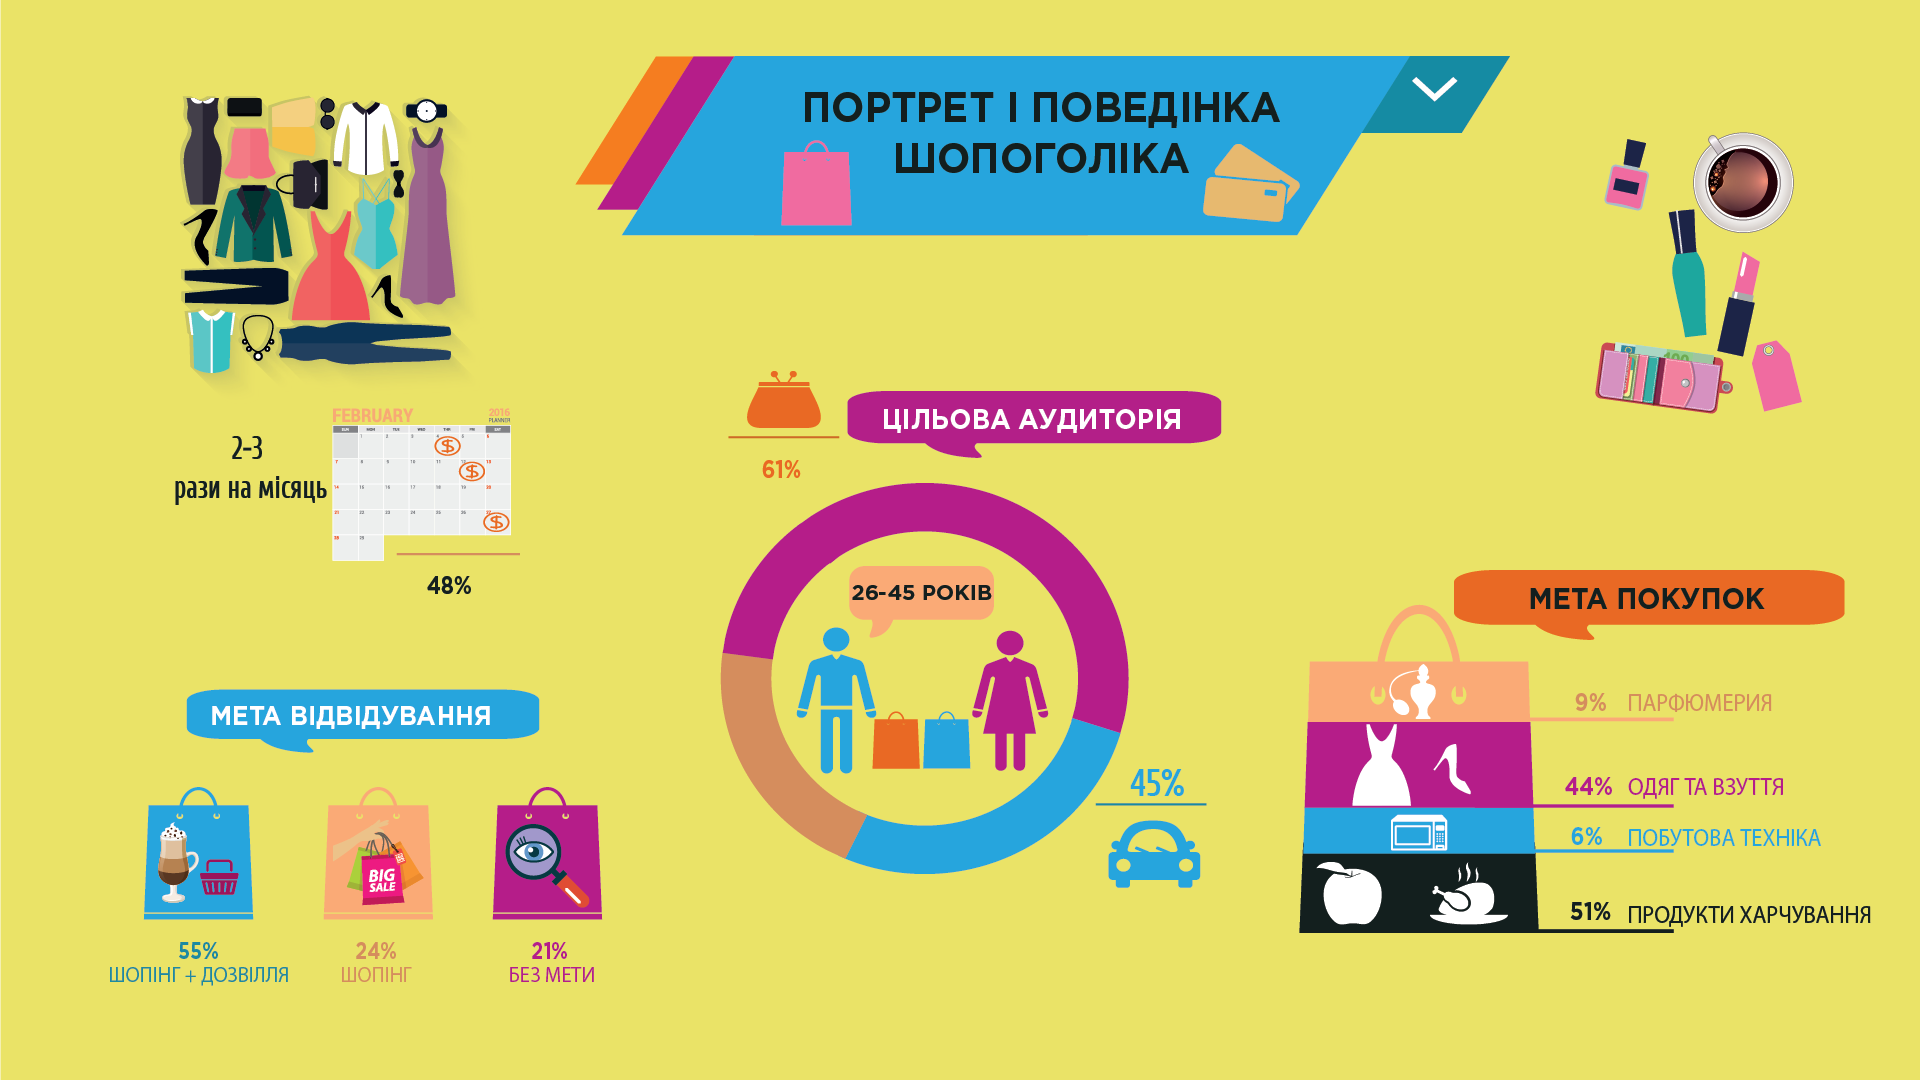 ПОРТРЕТ І ПОВЕДІНКА
ШОПОГОЛІКА
FEBRUARY
2016
PLANNER
2-3
рази на місяць
48%
ЦІЛЬОВА АУДИТОРІЯ
61%
26-45 РОКІВ
45%
МЕТА ВІДВІДУВАННЯ
BIG
SALE
55%
ШОПІНГ + ДОЗВІЛЛЯ
24%
ШОПІНГ
21%
БЕЗ МЕТИ
МЕТА ПОКУПОК
9% ПАРФЮМЕРИЯ
44% ОДЯГ ТА ВЗУТТЯ
6% ПОБУТОВА ТЕХНІКА
51% ПРОДУКТИ ХАРЧУВАННЯ